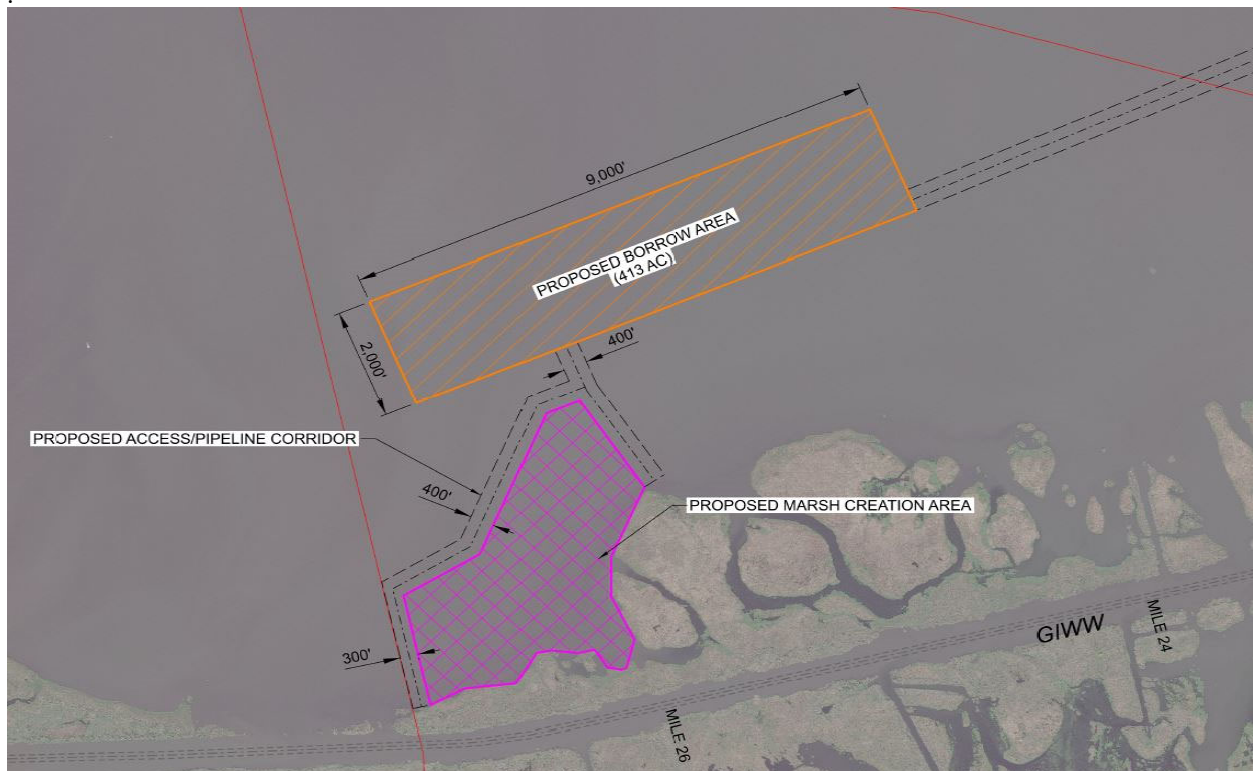 9,000'
PROPOSED BORROW AREA
(413 AC)
2,000'
400'
PROPOSED ACCESS/PIPELINE CORRIDOR
400'
PROPOSED MARSH CREATION AREA
300'
GIWW
MILE 24
MILE 26